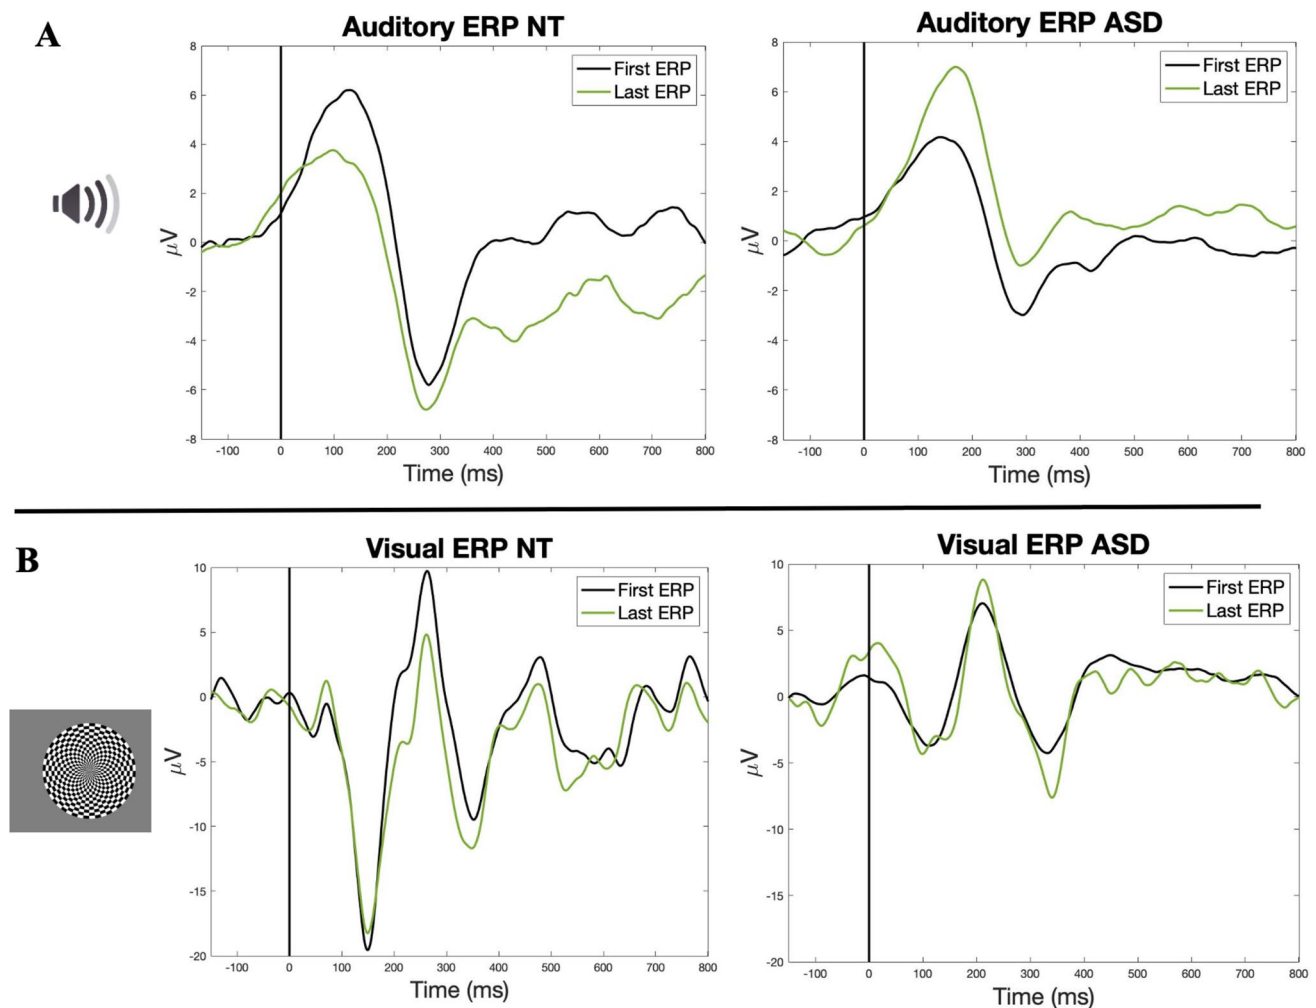 A
Auditory ERP NT
Auditory ERP ASD
First ERP
Last ERP
First ERP
Last ERP
8
6
4
2
0
-2
-4
-6
-8
μV
-100 0 100 200 300 400 500 600 700 800
Time (ms)
8
6
4
2
0
-2
-4
-6
-8
μV
-100 0 100 200 300 400 500 600 700 800
Time (ms)
B
Visual ERP NT
Visual ERP ASD
First ERP
Last ERP
First ERP
Last ERP
10
5
0
-5
-10
-15
-20
μV
-100 0 100 200 300 400 500 600 700 800
Time (ms)
10
5
0
-5
-10
-15
-20
μV
-100 0 100 200 300 400 500 600 700 800
Time (ms)